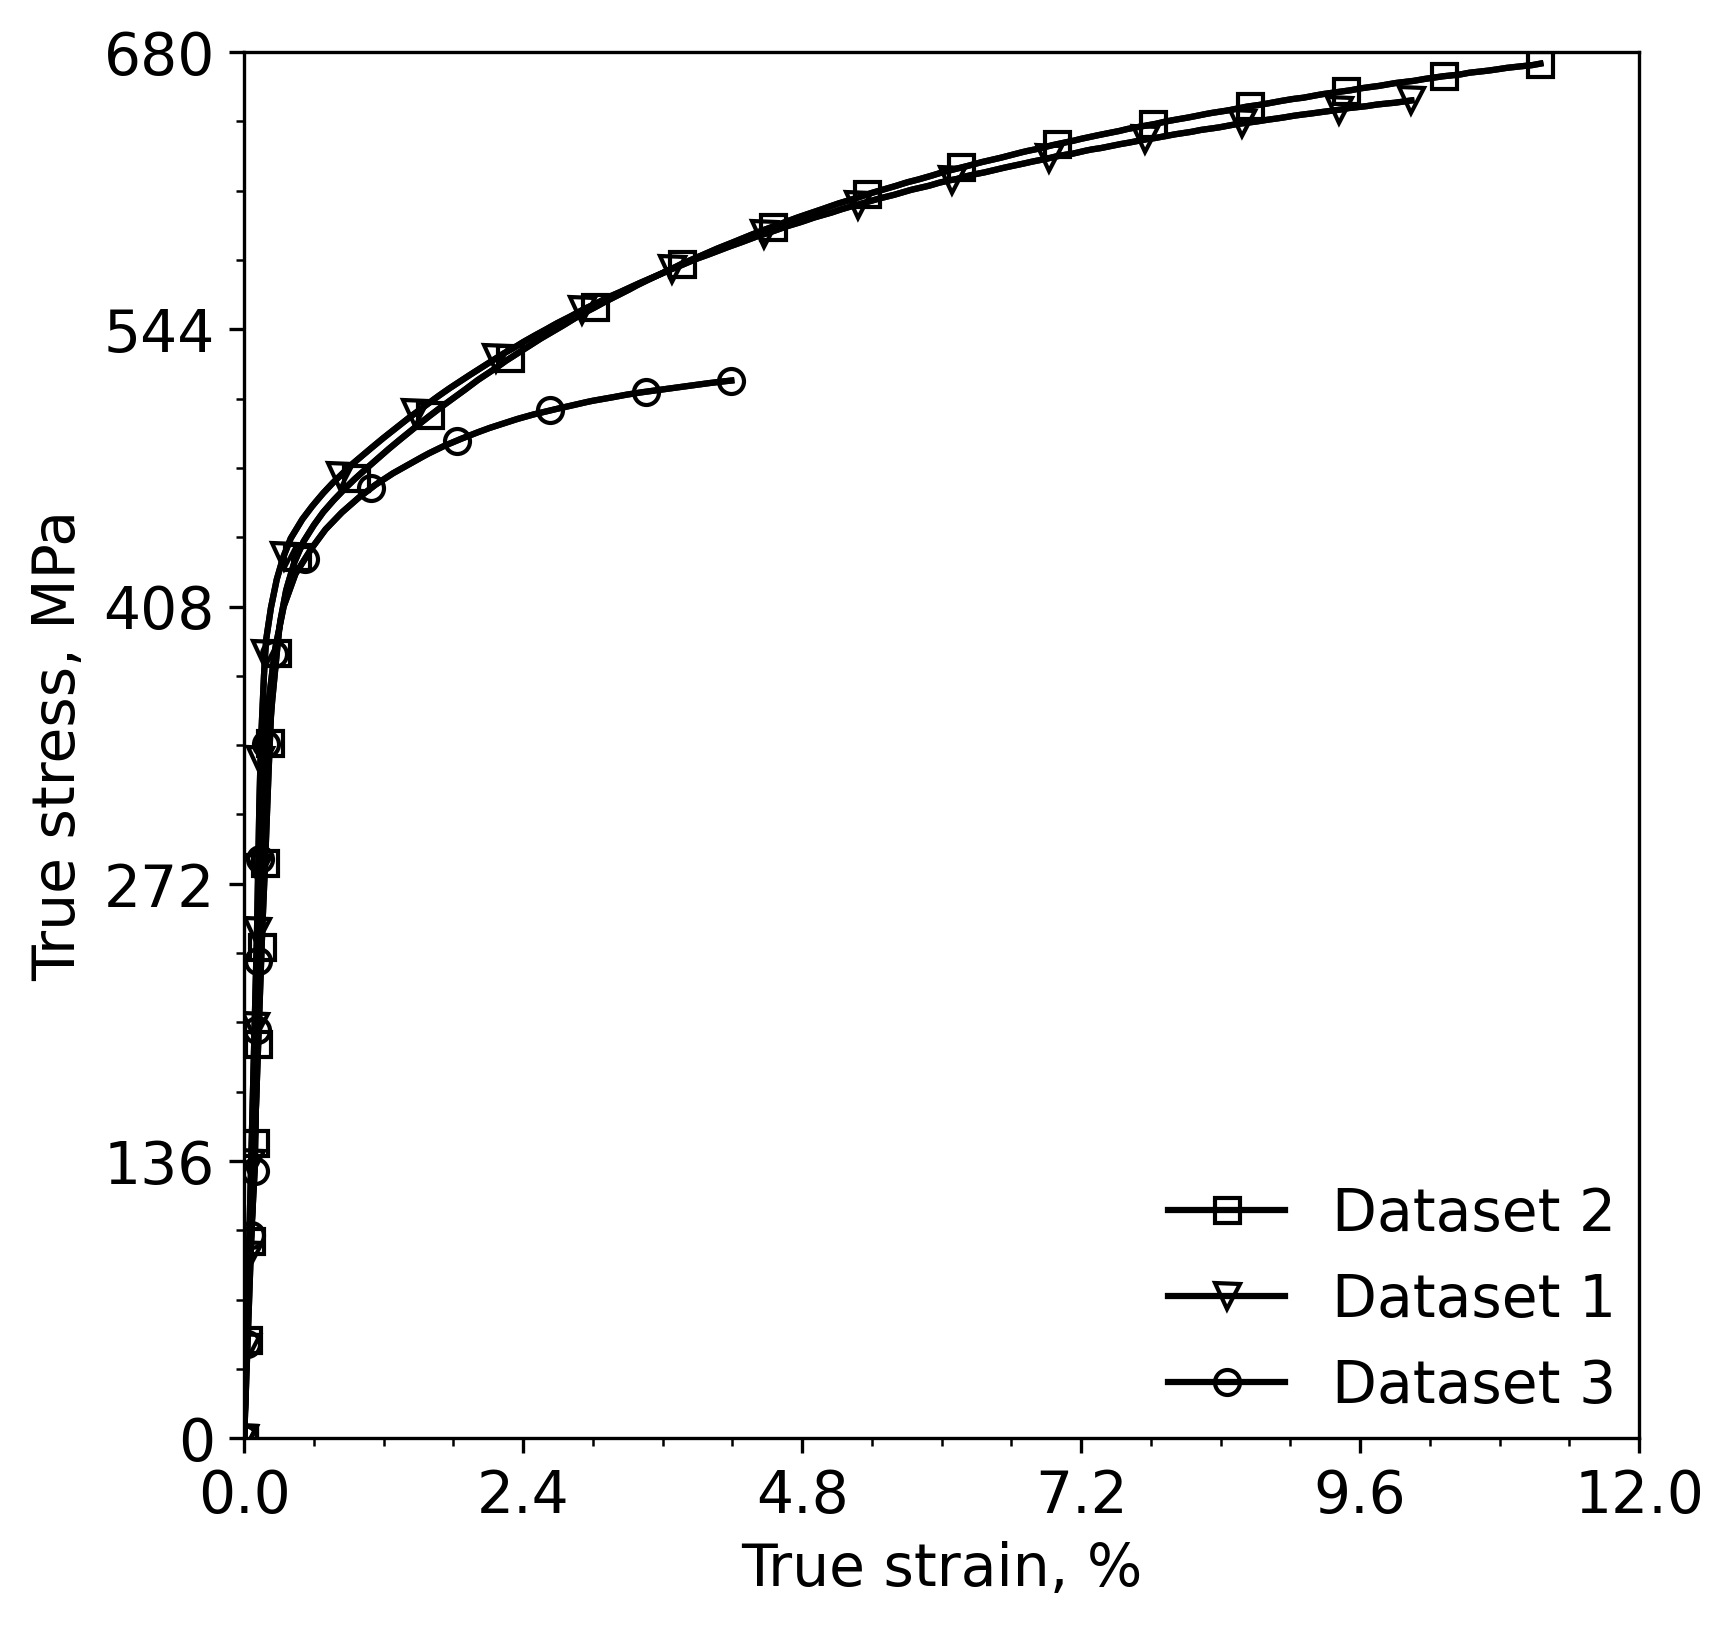 680
544
408
272
136
0
True stress, MPa
0.0 2.4 4.8 7.2 9.6 12.0
True strain, %
Dataset 2
Dataset 1
Dataset 3